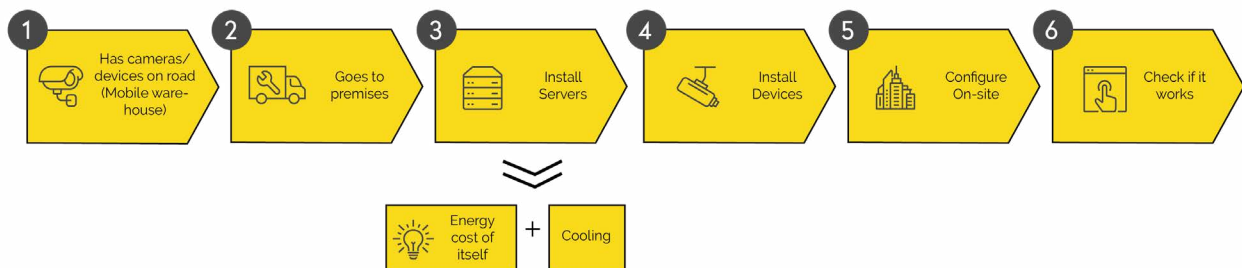 1
Has cameras/
devices on road
(Mobile ware-
house)
2
Goes to
premises
3
Install
Servers
4
Install
Devices
5
Configure
On-site
6
Check if it
works
Energy
cost of
itself
+
Cooling